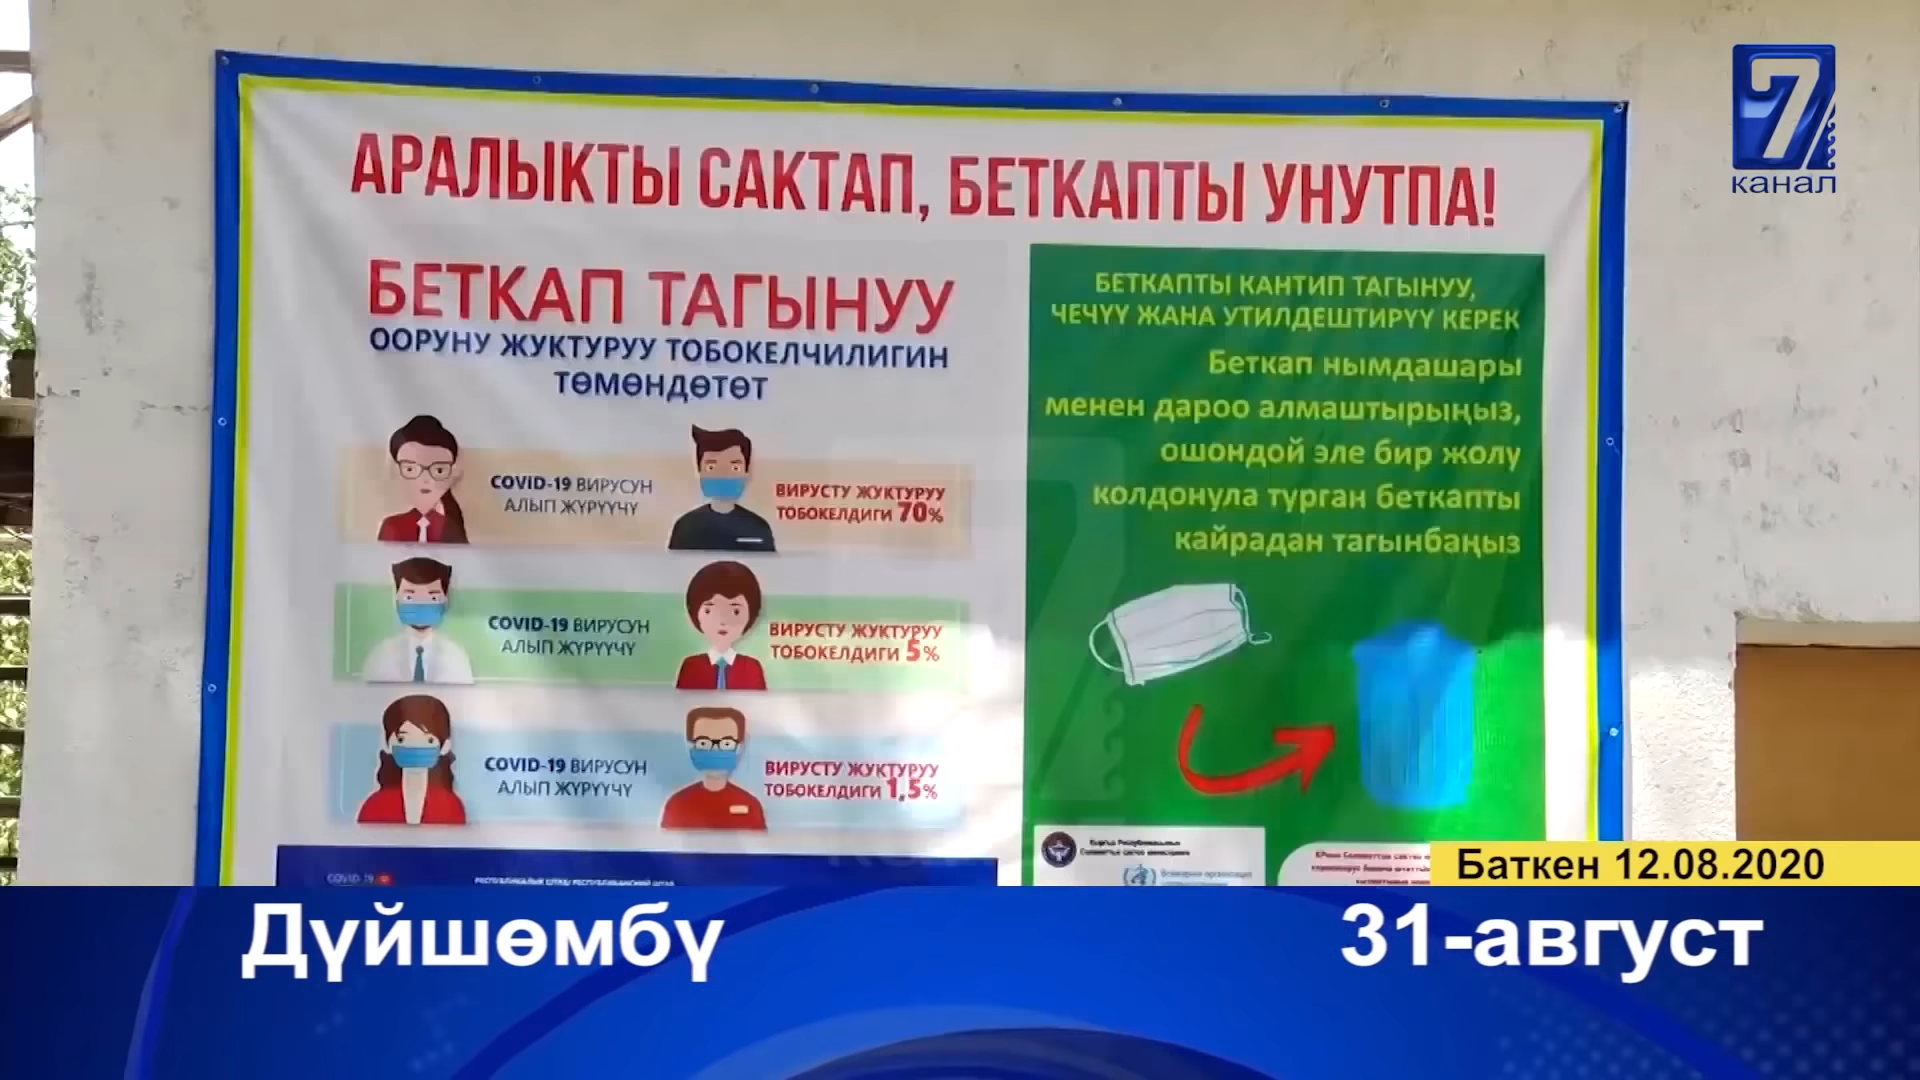 7
канал
АРАЛЫКТЫ САКТАП, БЕТКАПТЫ УНУТПА!
БЕТКАП ТАГЫНУУ
ООРУНУ ЖУКТУРУУ ТОБОКЕЛЧИЛИГИН
ТӨМӨНДӨТӨТ
COVID-19 ВИРУСУН
АЛЫП ЖҮРҮҮЧҮ
ВИРУСТУ ЖУКТУРУУ
ТОБОКЕЛДИГИ 70%
COVID-19 ВИРУСУН
АЛЫП ЖҮРҮҮЧҮ
ВИРУСТУ ЖУКТУРУУ
ТОБОКЕЛДИГИ 5%
COVID-19 ВИРУСУН
АЛЫП ЖҮРҮҮЧҮ
ВИРУСТУ ЖУКТУРУУ
ТОБОКЕЛДИГИ 1,5%
БЕТКАПТЫ КАНТИП ТАГЫНУУ,
ЧЕЧҮҮ ЖАНА УТИЛДЕШТИРҮҮ КЕРЕК
Беткап нымдашары
менен дароо алмаштырыңыз,
ошондой эле бир жолу
колдонула турган беткапты
кайрадан тагынбаңыз
COVID-19
Баткен 12.08.2020
Дүйшөмбү
31-август